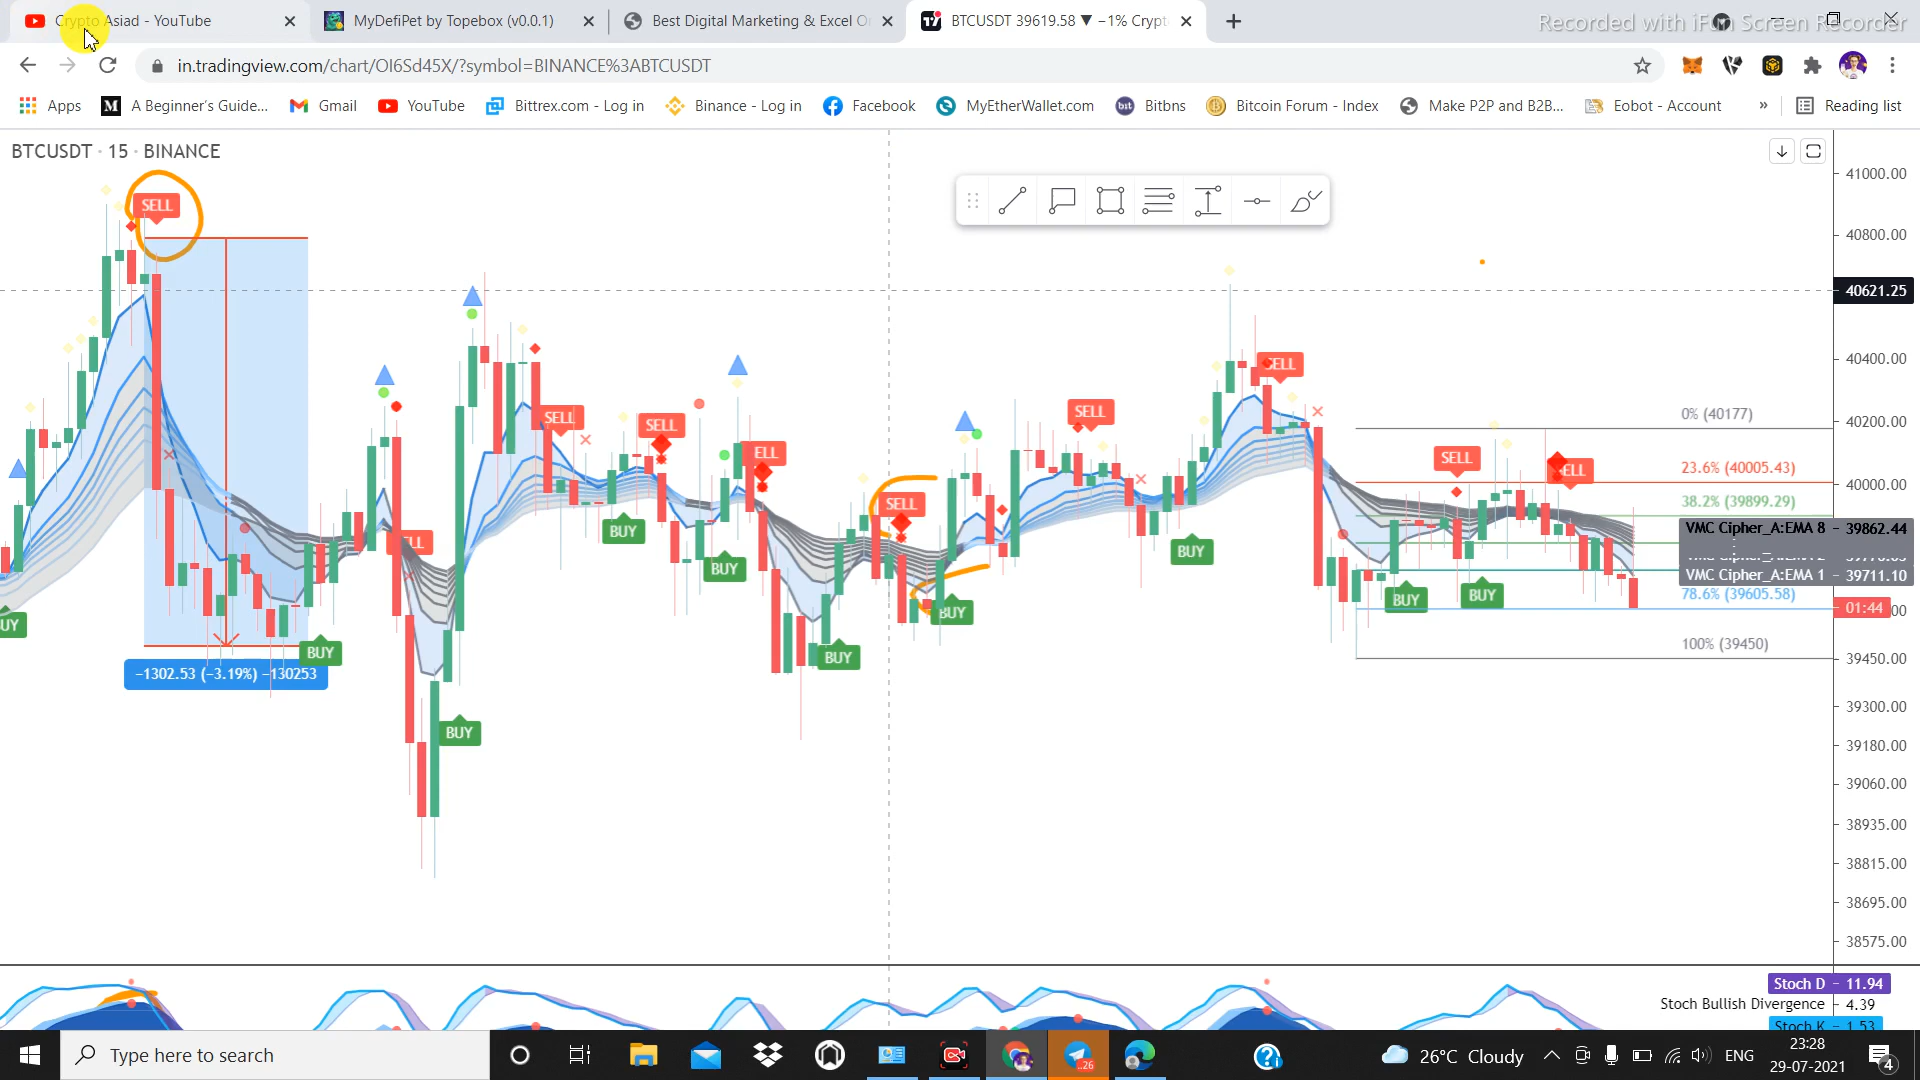 Crypto Asiad - YouTube
MyDefiPet by Topebox (v0.0.1)
Best Digital Marketing & Excel O
BTCUSDT 39619.58 ▼ −1% Crypt
Recorded with iFun Screen Recorder
in.tradingview.com/chart/OI6Sd45X/?symbol=BINANCE%3ABTCUSDT
Apps
A Beginner's Guide...
Gmail
YouTube
Bittrex.com - Log in
Binance - Log in
Facebook
MyEtherWallet.com
Bitbns
Bitcoin Forum - Index
Make P2P and B2B...
Eobot - Account
»
Reading list
BTCUSDT · 15 · BINANCE
41000.00
SELL
40800.00
40621.25
40400.00
SELL
SELL
0% (40177)
40200.00
SELL
SELL
ELL
SELL
23.6% (40005.43)
ELL
40000.00
SELL
38.2% (39899.29)
BUY
VMC Cipher_A:EMA 8 - 39862.44
BUY
BUY
VMC Cipher_A:EMA 1 - 39711.10
78.6% (39605.58)
BUY
BUY
BUY
01:44
UY
BUY
BUY
100% (39450)
39450.00
−1302.53 (−3.19%) −130253
39300.00
BUY
39180.00
39060.00
38935.00
38815.00
38695.00
38575.00
Stoch D - 11.94
Stoch Bullish Divergence - 4.39
Stoch K - 1.53
Type here to search
26
26°C Cloudy
ENG
23:28
29-07-2021
4